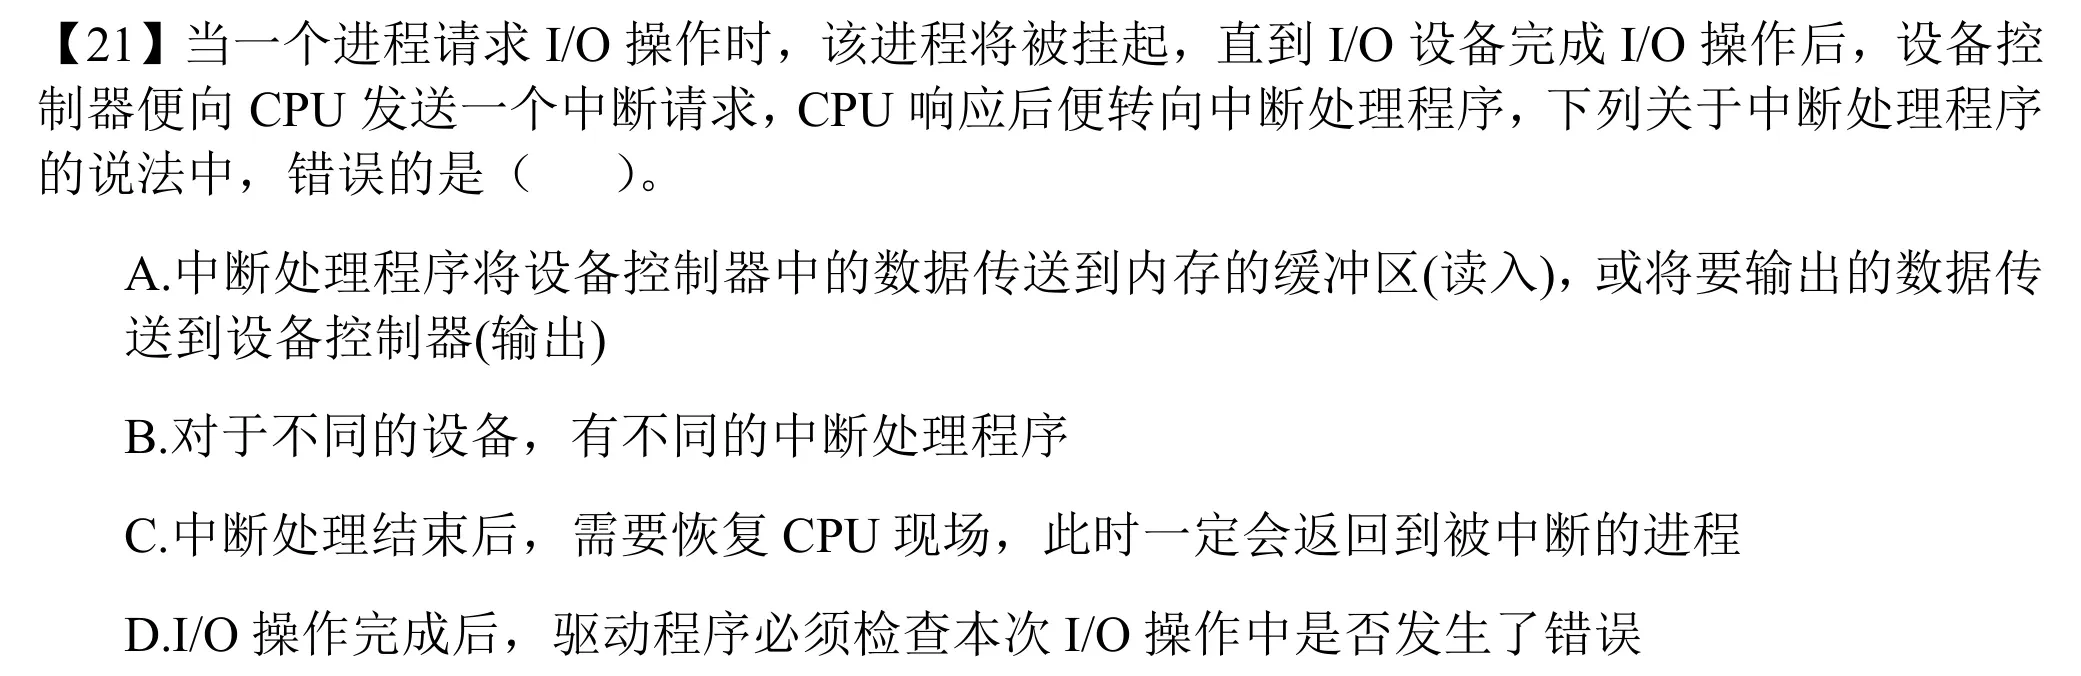 【21】当一个进程请求 I/O 操作时，该进程将被挂起，直到 I/O 设备完成 I/O 操作后，设备控
制器便向 CPU 发送一个中断请求，CPU 响应后便转向中断处理程序，下列关于中断处理程序
的说法中，错误的是（    ）。
A.中断处理程序将设备控制器中的数据传送到内存的缓冲区(读入)，或将要输出的数据传
送到设备控制器(输出)
B.对于不同的设备，有不同的中断处理程序
C.中断处理结束后，需要恢复 CPU 现场，此时一定会返回到被中断的进程
D.I/O 操作完成后，驱动程序必须检查本次 I/O 操作中是否发生了错误